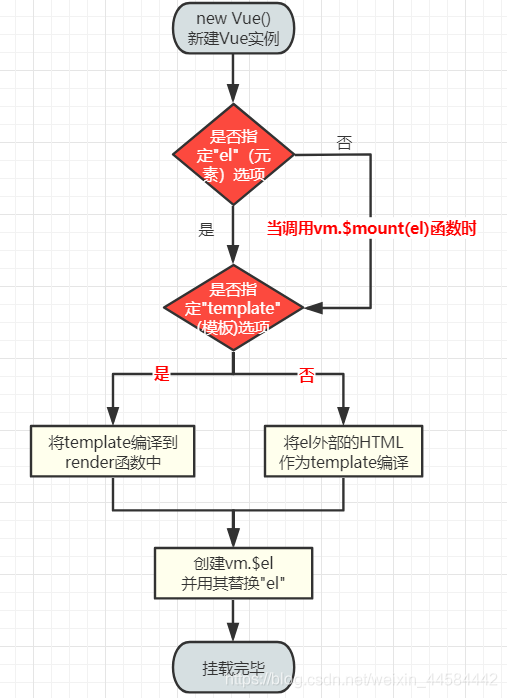 new Vue()
新建Vue实例
是否指
定"el"（元
素）选项
否
是
当调用vm.$mount(el)函数时
是否指
定"template"
(模板)选项
是
否
将template编译到
render函数中
将el外部的HTML
作为template编译
创建vm.$el
并用其替换"el"
挂载完毕
https://blog.csdn.net/weixin_44584442